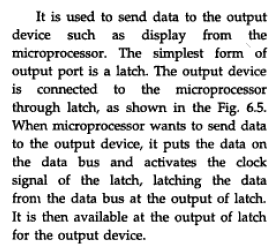 It is used to send data to the output
device such as display from the
microprocessor. The simplest form of
output port is a latch. The output device
is connected to the microprocessor
through latch, as shown in the Fig. 6.5.
When microprocessor wants to send data
to the output device, it puts the data on
the data bus and activates the clock
signal of the latch, latching the data
from the data bus at the output of latch.
It is then available at the output of latch
for the output device.